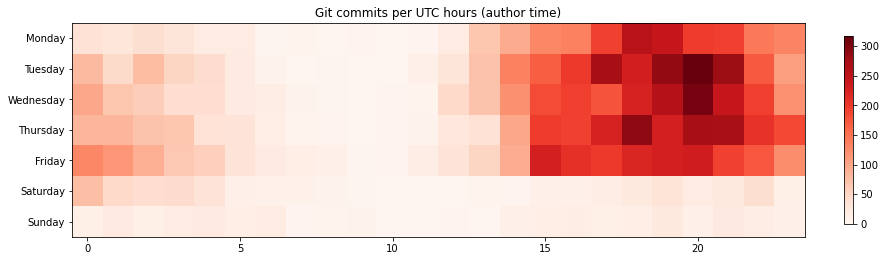 Git commits per UTC hours (author time)
Monday
Tuesday
Wednesday
Thursday
Friday
Saturday
Sunday
0 5 10 15 20
300
250
200
150
100
50
0